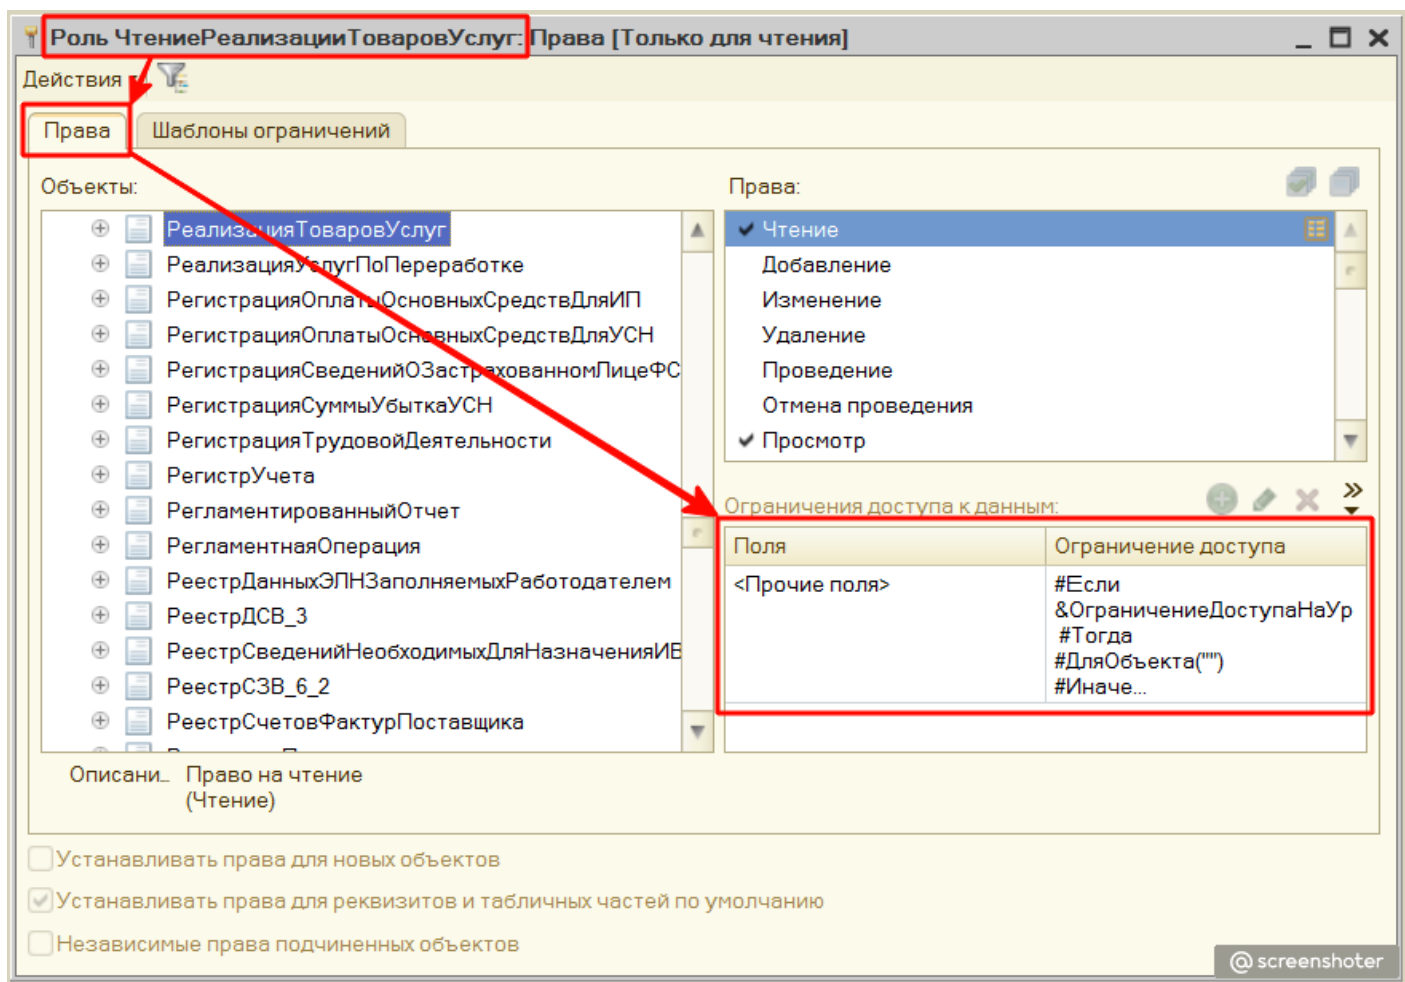 Роль ЧтениеРеализацииТоваровУслуг: Права [Только для чтения]
Действия
Права
Шаблоны ограничений
Объекты:
РеализацияТоваровУслуг
РеализацияУслугПоПереработке
РегистрацияОплатыОсновныхСредствДляИП
РегистрацияОплатыОсновныхСредствДляУСН
РегистрацияСведенийОЗастрахованномЛицеФС
РегистрацияСуммыУбыткаУСН
РегистрацияТрудовойДеятельности
РегистрУчета
РегламентированныйОтчет
РегламентнаяОперация
РеестрДанныхЭЛНЗаполняемыхРаботодателем
РеестрДСВ_3
РеестрСведенийНеобходимыхДляНазначенияИВ
РеестрСЗВ_6_2
РеестрСчетовФактурПоставщика
Права:
Чтение
Добавление
Изменение
Удаление
Проведение
Отмена проведения
Просмотр
Ограничения доступа к данным:
Поля
Ограничение доступа
<Прочие поля>
#Если
&ОграничениеДоступаНаУр
#Тогда
#ДляОбъекта("")
#Иначе...
Описани... Право на чтение
(Чтение)
Устанавливать права для новых объектов
Устанавливать права для реквизитов и табличных частей по умолчанию
Независимые права подчиненных объектов
@screenshoter